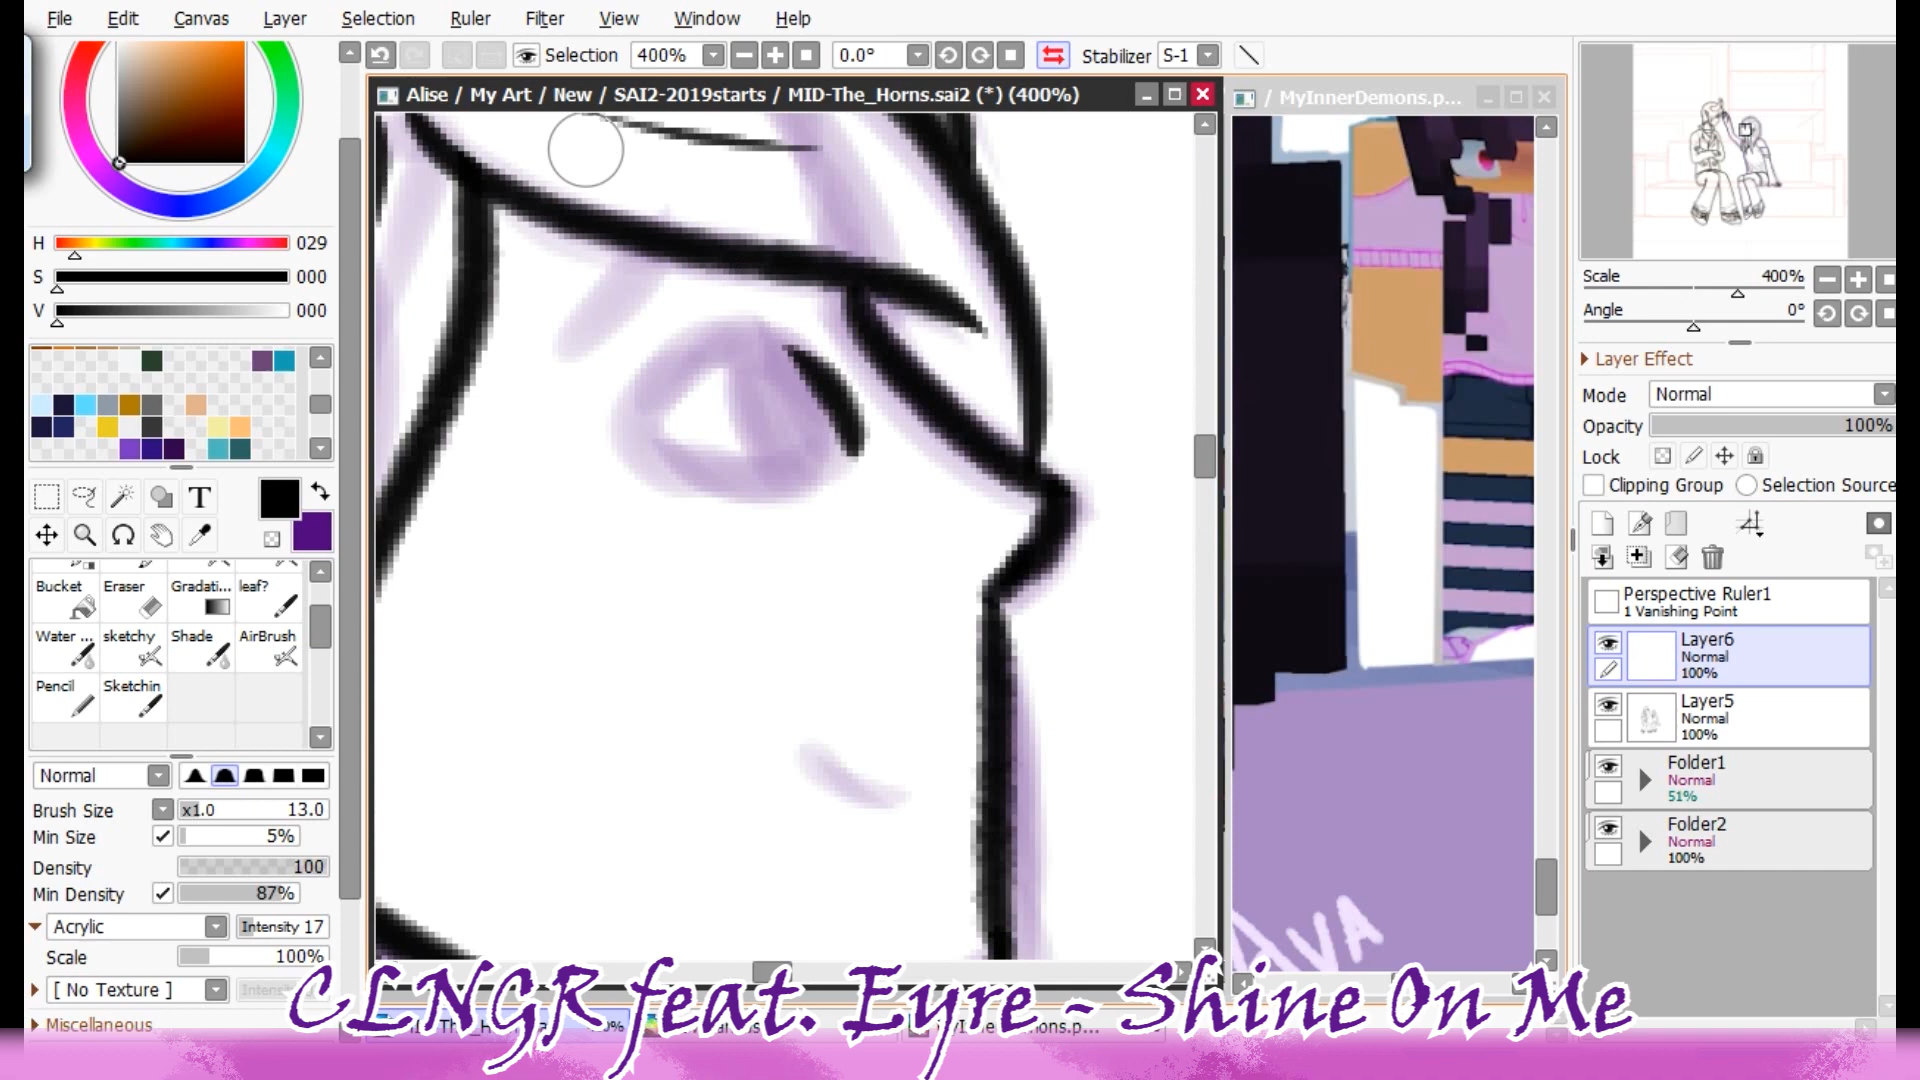 File Edit Canvas Layer Selection Ruler Filter View Window Help
Selection 400% 0.0° Stabilizer S-1
Alise / My Art / New / SAI2-2019starts / MID-The_Horns.sai2 (*) (400%)
/ MyInnerDemons.p...
H 029
S 000
V 000
T
Bucket Eraser Gradati... leaf?
Water ... sketchy Shade AirBrush
Pencil Sketchin
Normal
Brush Size x1.0 13.0
Min Size 5%
Density 100
Min Density 87%
Acrylic Intensity 17
Scale 100%
[ No Texture ]
Miscellaneous
AVA
Scale 400%
Angle 0°
Layer Effect
Mode Normal
Opacity 100%
Lock
Clipping Group Selection Source
Perspective Ruler1
1 Vanishing Point
Layer6
Normal
100%
Layer5
Normal
100%
Folder1
Normal
51%
Folder2
Normal
100%
CLNGR feat. Eyre - Shine On Me